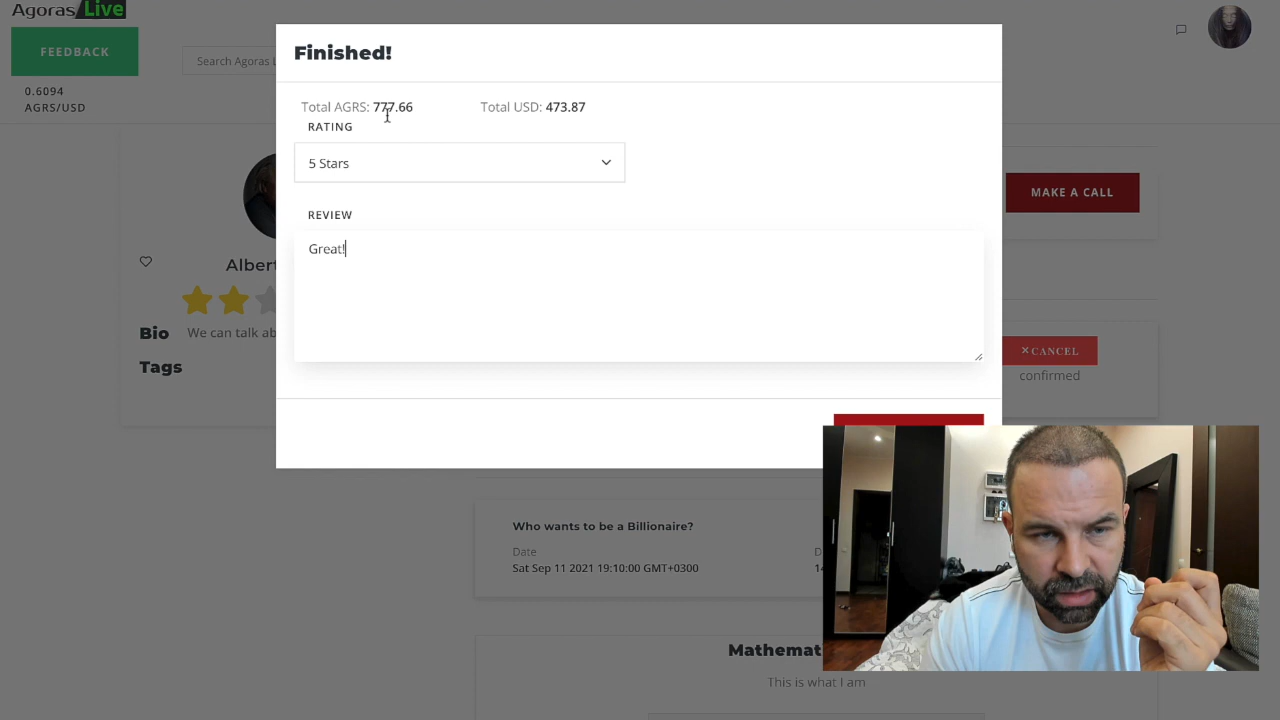 Agoras Live
FEEDBACK
Search Agoras L
0.6094
AGRS/USD
Finished!
Total AGRS: 777.66 Total USD: 473.87
RATING
5 Stars
REVIEW
Great!
MAKE A CALL
Albert
Bio We can talk ab
Tags
×CANCEL
confirmed
Who wants to be a Billionaire?
Date D
Sat Sep 11 2021 19:10:00 GMT+0300 14
Mathemat
This is what I am